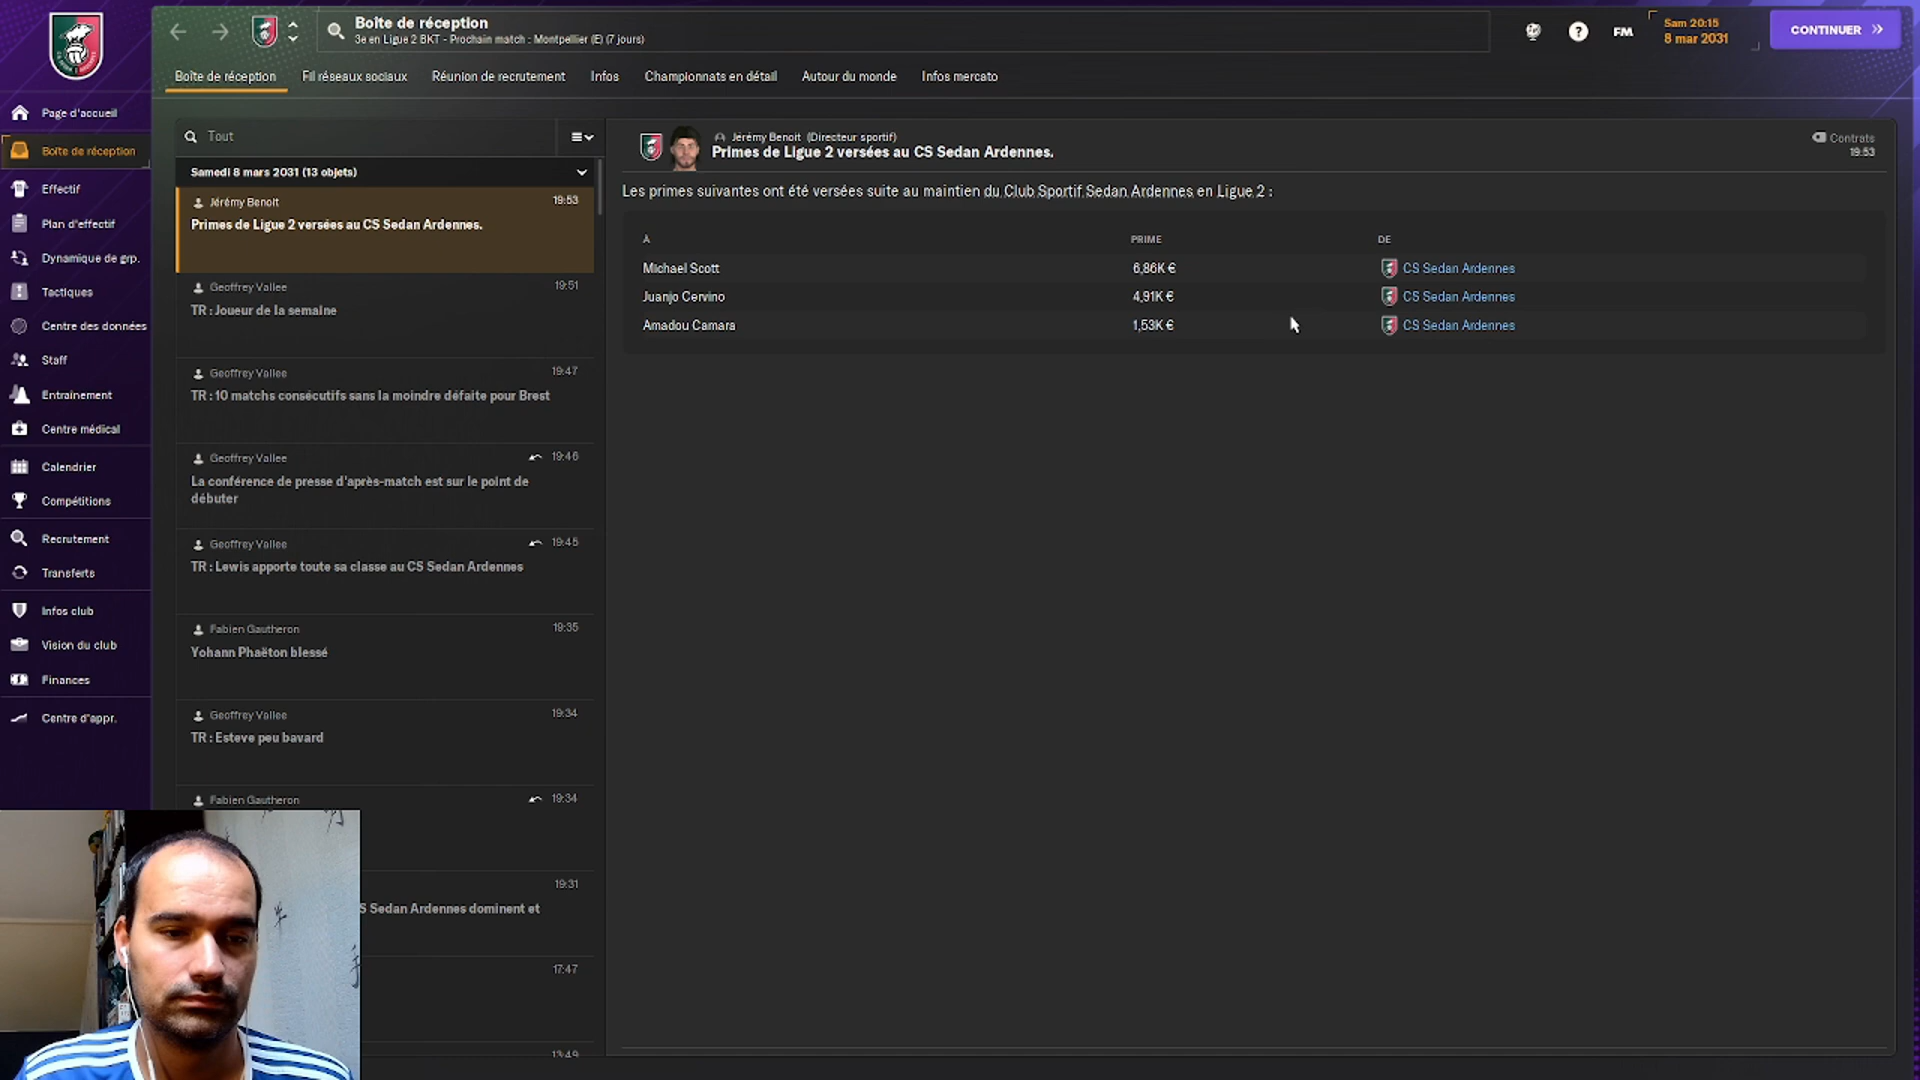 Boîte de réception
3e en Ligue 2 BKT - Prochain match : Montpellier (E) (7 jours)
FM
Sam 20:15
8 mar 2031
CONTINUER
Boîte de réception
Fil réseaux sociaux
Réunion de recrutement
Infos
Championnats en détail
Autour du monde
Infos mercato
Page d'accueil
Boîte de réception
Effectif
Plan d'effectif
Dynamique de grp.
Tactiques
Centre des données
Staff
Entraînement
Centre médical
Calendrier
Compétitions
Recrutement
Transferts
Infos club
Vision du club
Finances
Centre d'appr.
Tout
Samedi 8 mars 2031 (13 objets)
Jérémy Benoit 19:53
Primes de Ligue 2 versées au CS Sedan Ardennes.
Geoffrey Vallee 19:51
TR : Joueur de la semaine
Geoffrey Vallee 19:47
TR : 10 matchs consécutifs sans la moindre défaite pour Brest
Geoffrey Vallee 19:46
La conférence de presse d'après-match est sur le point de
débuter
Geoffrey Vallee 19:45
TR : Lewis apporte toute sa classe au CS Sedan Ardennes
Fabien Gautheron 19:35
Yohann Phaëton blessé
Geoffrey Vallee 19:34
TR : Esteve peu bavard
Fabien Gautheron 19:34
19:31
S Sedan Ardennes dominent et
17:47
13:49
Jérémy Benoit (Directeur sportif)
Primes de Ligue 2 versées au CS Sedan Ardennes.
Contrats
19:53
Les primes suivantes ont été versées suite au maintien du Club Sportif Sedan Ardennes en Ligue 2 :
À PRIME DE
Michael Scott 6,86K € CS Sedan Ardennes
Juanjo Cervino 4,91K € CS Sedan Ardennes
Amadou Camara 1,53K € CS Sedan Ardennes